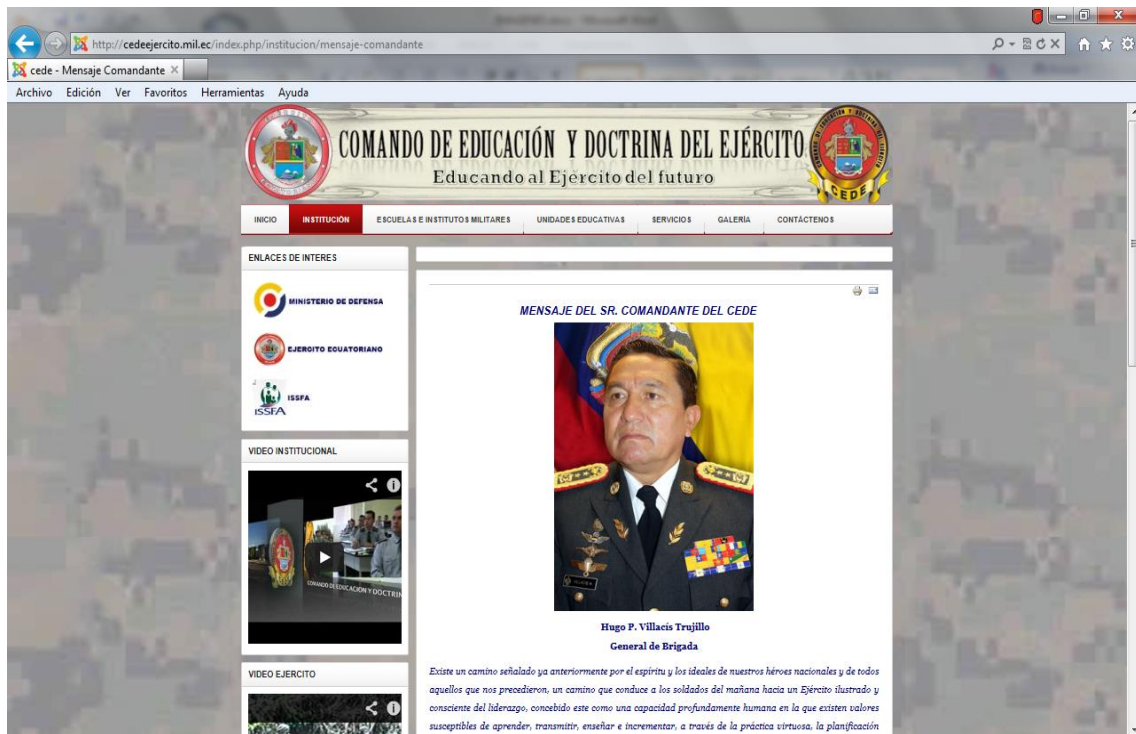 http://cedeejercito.mil.ec/index.php/institucion/mensaje-comandante
cede - Mensaje Comandante
Archivo Edición Ver Favoritos Herramientas Ayuda
COMANDO DE EDUCACIÓN Y DOCTRINA DEL EJÉRCITO
Educando al Ejército del futuro
CEDE
INICIO INSTITUCIÓN ESCUELAS E INSTITUTOS MILITARES UNIDADES EDUCATIVAS SERVICIOS GALERÍA CONTÁCTENOS
ENLACES DE INTERES
MINISTERIO DE DEFENSA
EJERCITO ECUATORIANO
ISSFA
ISSFA
VIDEO INSTITUCIONAL
COMANDO DE EDUCACIÓN Y DOCTRIN
VIDEO EJERCITO
MENSAJE DEL SR. COMANDANTE DEL CEDE
Hugo P. Villacís Trujillo
General de Brigada
Existe un camino señalado ya anteriormente por el espíritu y los ideales de nuestros héroes nacionales y de todos
aquellos que nos precedieron, un camino que conduce a los soldados del mañana hacia un Ejército ilustrado y
consciente del liderazgo, concebido este como una capacidad profundamente humana en la que existen valores
susceptibles de aprender, transmitir, enseñar e incrementar, a través de la práctica virtuosa, la planificación